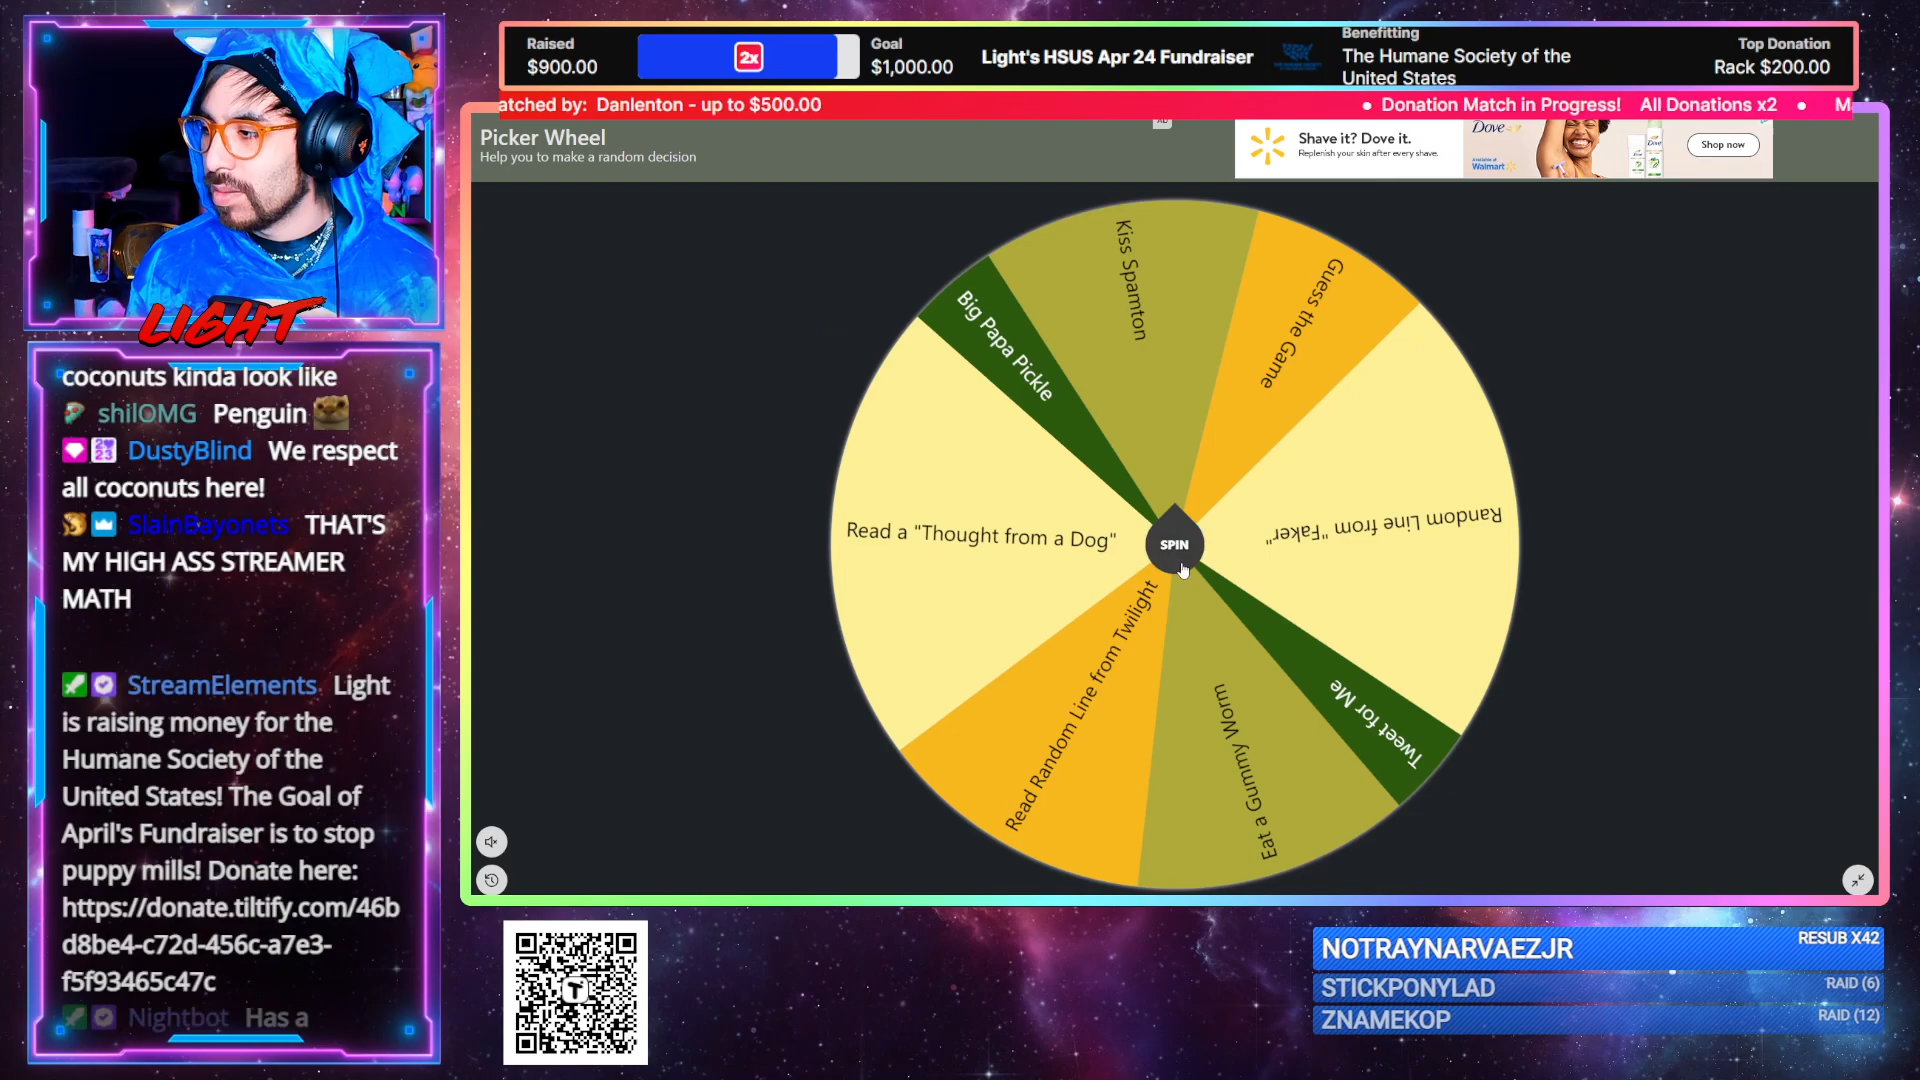 Raised
$900.00
2x
Goal
$1,000.00
Light's HSUS Apr 24 Fundraiser
Benefitting
The Humane Society of the
United States
Top Donation
Rack $200.00
atched by: Danlenton - up to $500.00
• Donation Match in Progress! All Donations x2 • M
Picker Wheel
Help you to make a random decision
Shave it? Dove it.
Replenish your skin after every shave.
Dove
Available at
Walmart
Shop now
Kiss Spamton
Guess the Game
Random Line from "Faker"
Tweet for Me
Eat a Gummy Worm
Read Random Line from Twilight
Read a "Thought from a Dog"
Big Papa Pickle
SPIN
LIGHT
coconuts kinda look like
shilOMG Penguin
DustyBlind We respect
all coconuts here!
SlainBayonets THAT'S
MY HIGH ASS STREAMER
MATH
StreamElements Light
is raising money for the
Humane Society of the
United States! The Goal of
April's Fundraiser is to stop
puppy mills! Donate here:
https://donate.tiltify.com/46b
d8be4-c72d-456c-a7e3-
f5f93465c47c
Nightbot Has a
T
NOTRAYNARVAEZJR RESUB X42
STICKPONYLAD RAID (6)
ZNAMEKOP RAID (12)